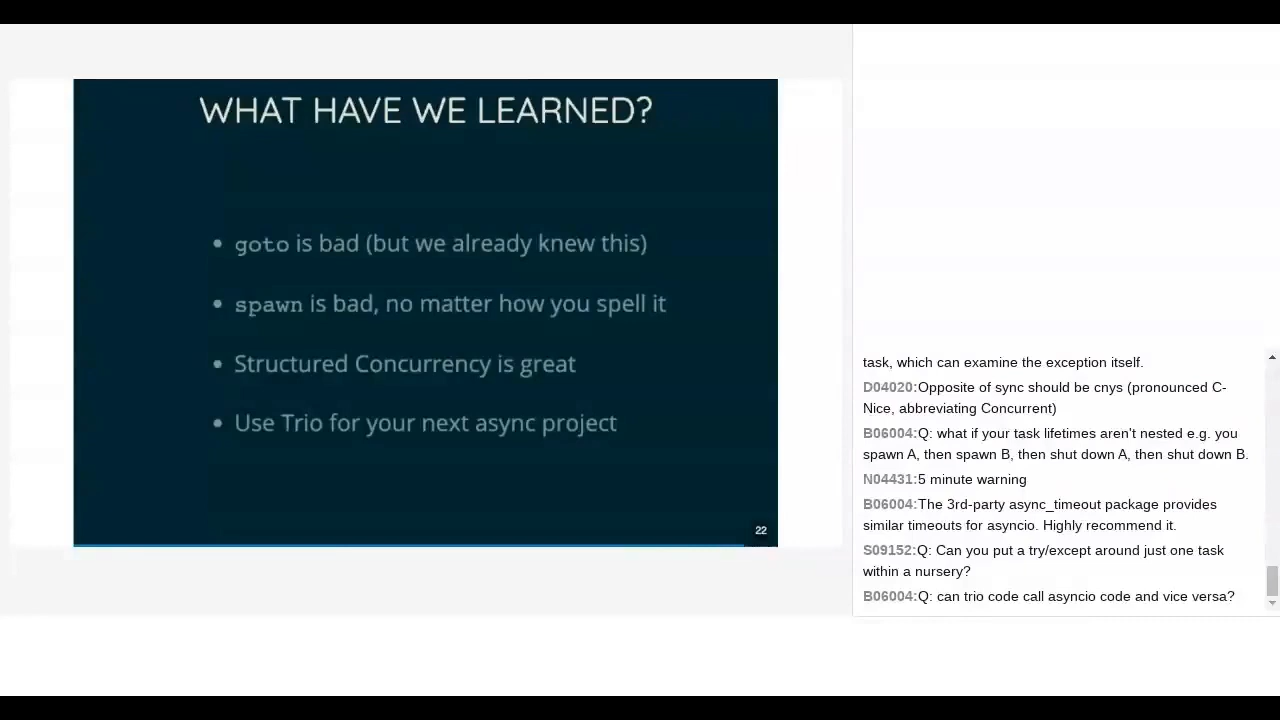 WHAT HAVE WE LEARNED?
• goto is bad (but we already knew this)
• spawn is bad, no matter how you spell it
• Structured Concurrency is great
• Use Trio for your next async project
22
task, which can examine the exception itself.
D04020:Opposite of sync should be cnys (pronounced C-
Nice, abbreviating Concurrent)
B06004:Q: what if your task lifetimes aren't nested e.g. you
spawn A, then spawn B, then shut down A, then shut down B.
N04431:5 minute warning
B06004:The 3rd-party async_timeout package provides
similar timeouts for asyncio. Highly recommend it.
S09152:Q: Can you put a try/except around just one task
within a nursery?
B06004:Q: can trio code call asyncio code and vice versa?